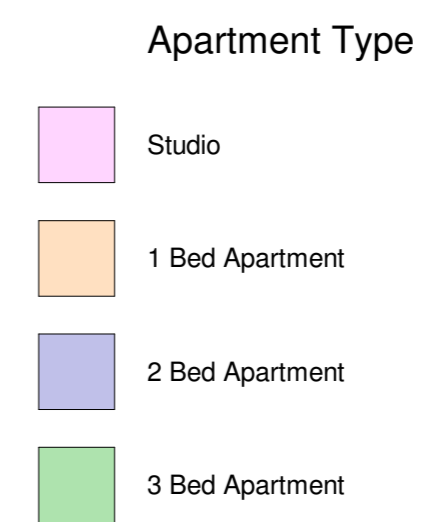 Apartment Type
Studio
1 Bed Apartment
2 Bed Apartment
3 Bed Apartment